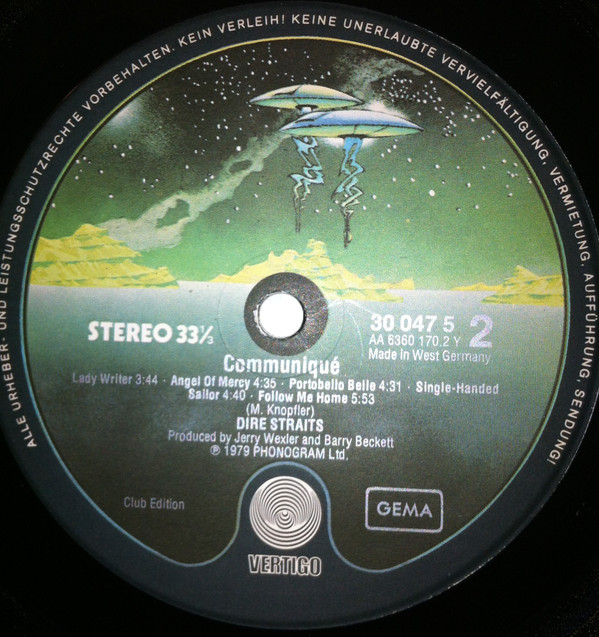 ALLE URHEBER- UND LEISTUNGSSCHUTZRECHTE VORBEHALTEN. KEIN VERLEIH! KEINE UNERLAUBTE VERVIELFÄLTIGUNG, VERMIETUNG, AUFFÜHRUNG, SENDUNG!
STEREO 33⅓
30 047 5 2
AA 6360 170.2 Y
Made in West Germany
Communiqué
Lady Writer 3:44 · Angel Of Mercy 4:35 · Portobello Belle 4:31 · Single-Handed
Sailor 4:40 · Follow Me Home 5:53
(M. Knopfler)
DIRE STRAITS
Produced by Jerry Wexler and Barry Beckett
℗ 1979 PHONOGRAM Ltd.
Club Edition
GEMA
VERTIGO